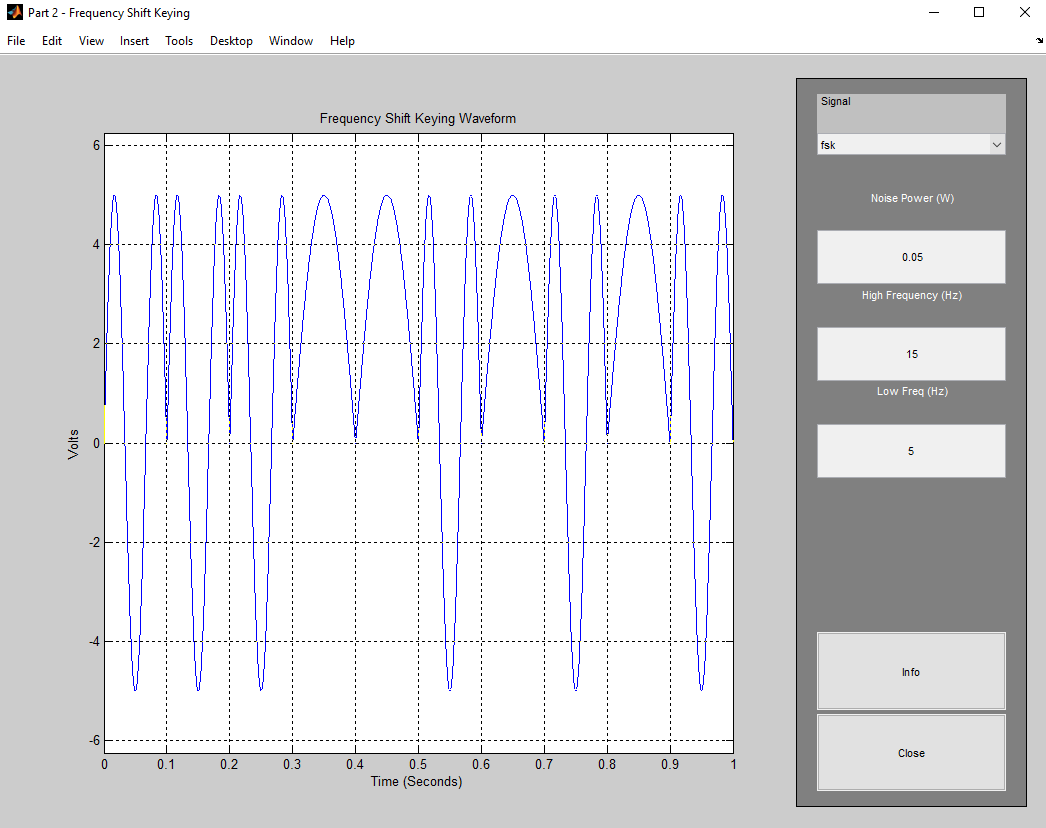 Part 2 - Frequency Shift Keying
File Edit View Insert Tools Desktop Window Help
Frequency Shift Keying Waveform
6
4
2
0
-2
-4
-6
Volts
0 0.1 0.2 0.3 0.4 0.5 0.6 0.7 0.8 0.9 1
Time (Seconds)
Signal
fsk
Noise Power (W)
0.05
High Frequency (Hz)
15
Low Freq (Hz)
5
Info
Close